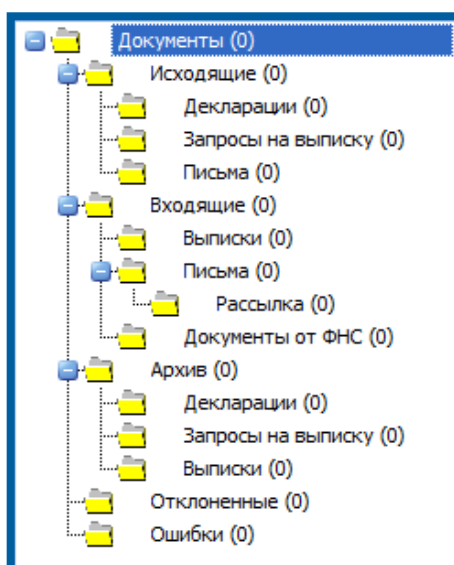 Документы (0)
Исходящие (0)
Декларации (0)
Запросы на выписку (0)
Письма (0)
Входящие (0)
Выписки (0)
Письма (0)
Рассылка (0)
Документы от ФНС (0)
Архив (0)
Декларации (0)
Запросы на выписку (0)
Выписки (0)
Отклоненные (0)
Ошибки (0)